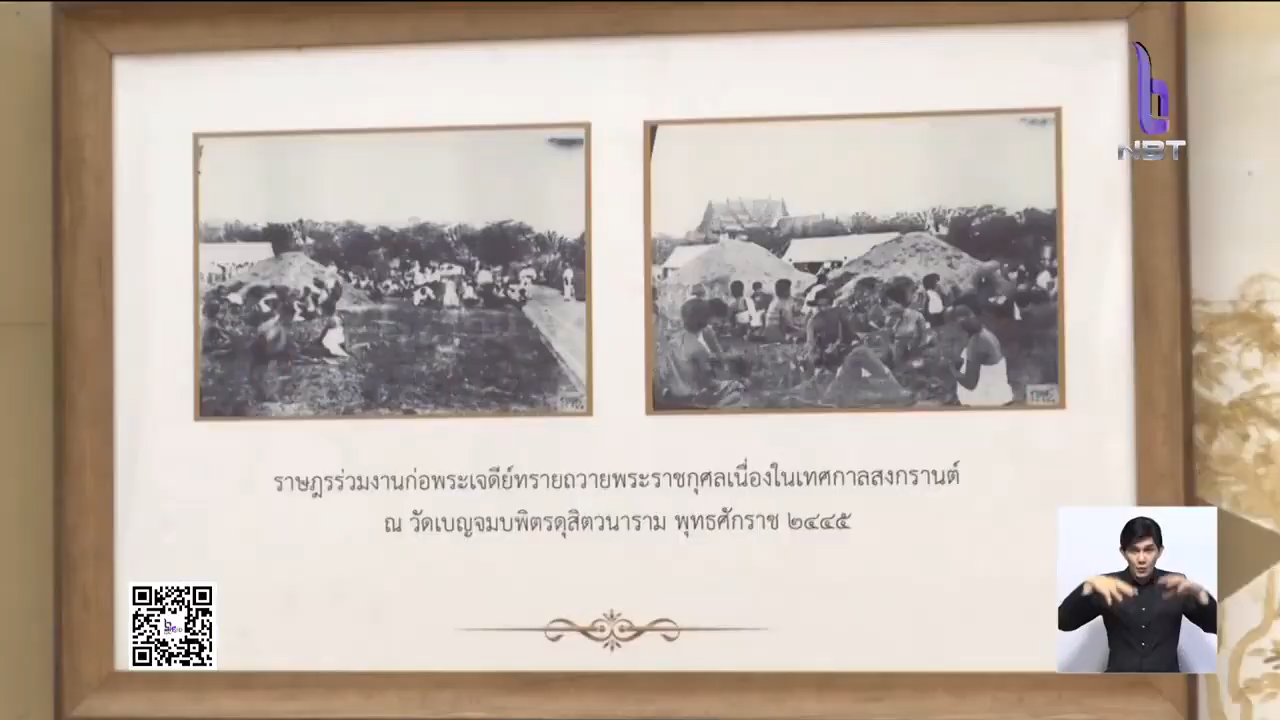 NBT
ราษฎรร่วมงานก่อพระเจดีย์ทรายถวายพระราชกุศลเนื่องในเทศกาลสงกรานต์
ณ วัดเบญจมบพิตรดุสิตวนาราม พุทธศักราช ๒๔๔๕